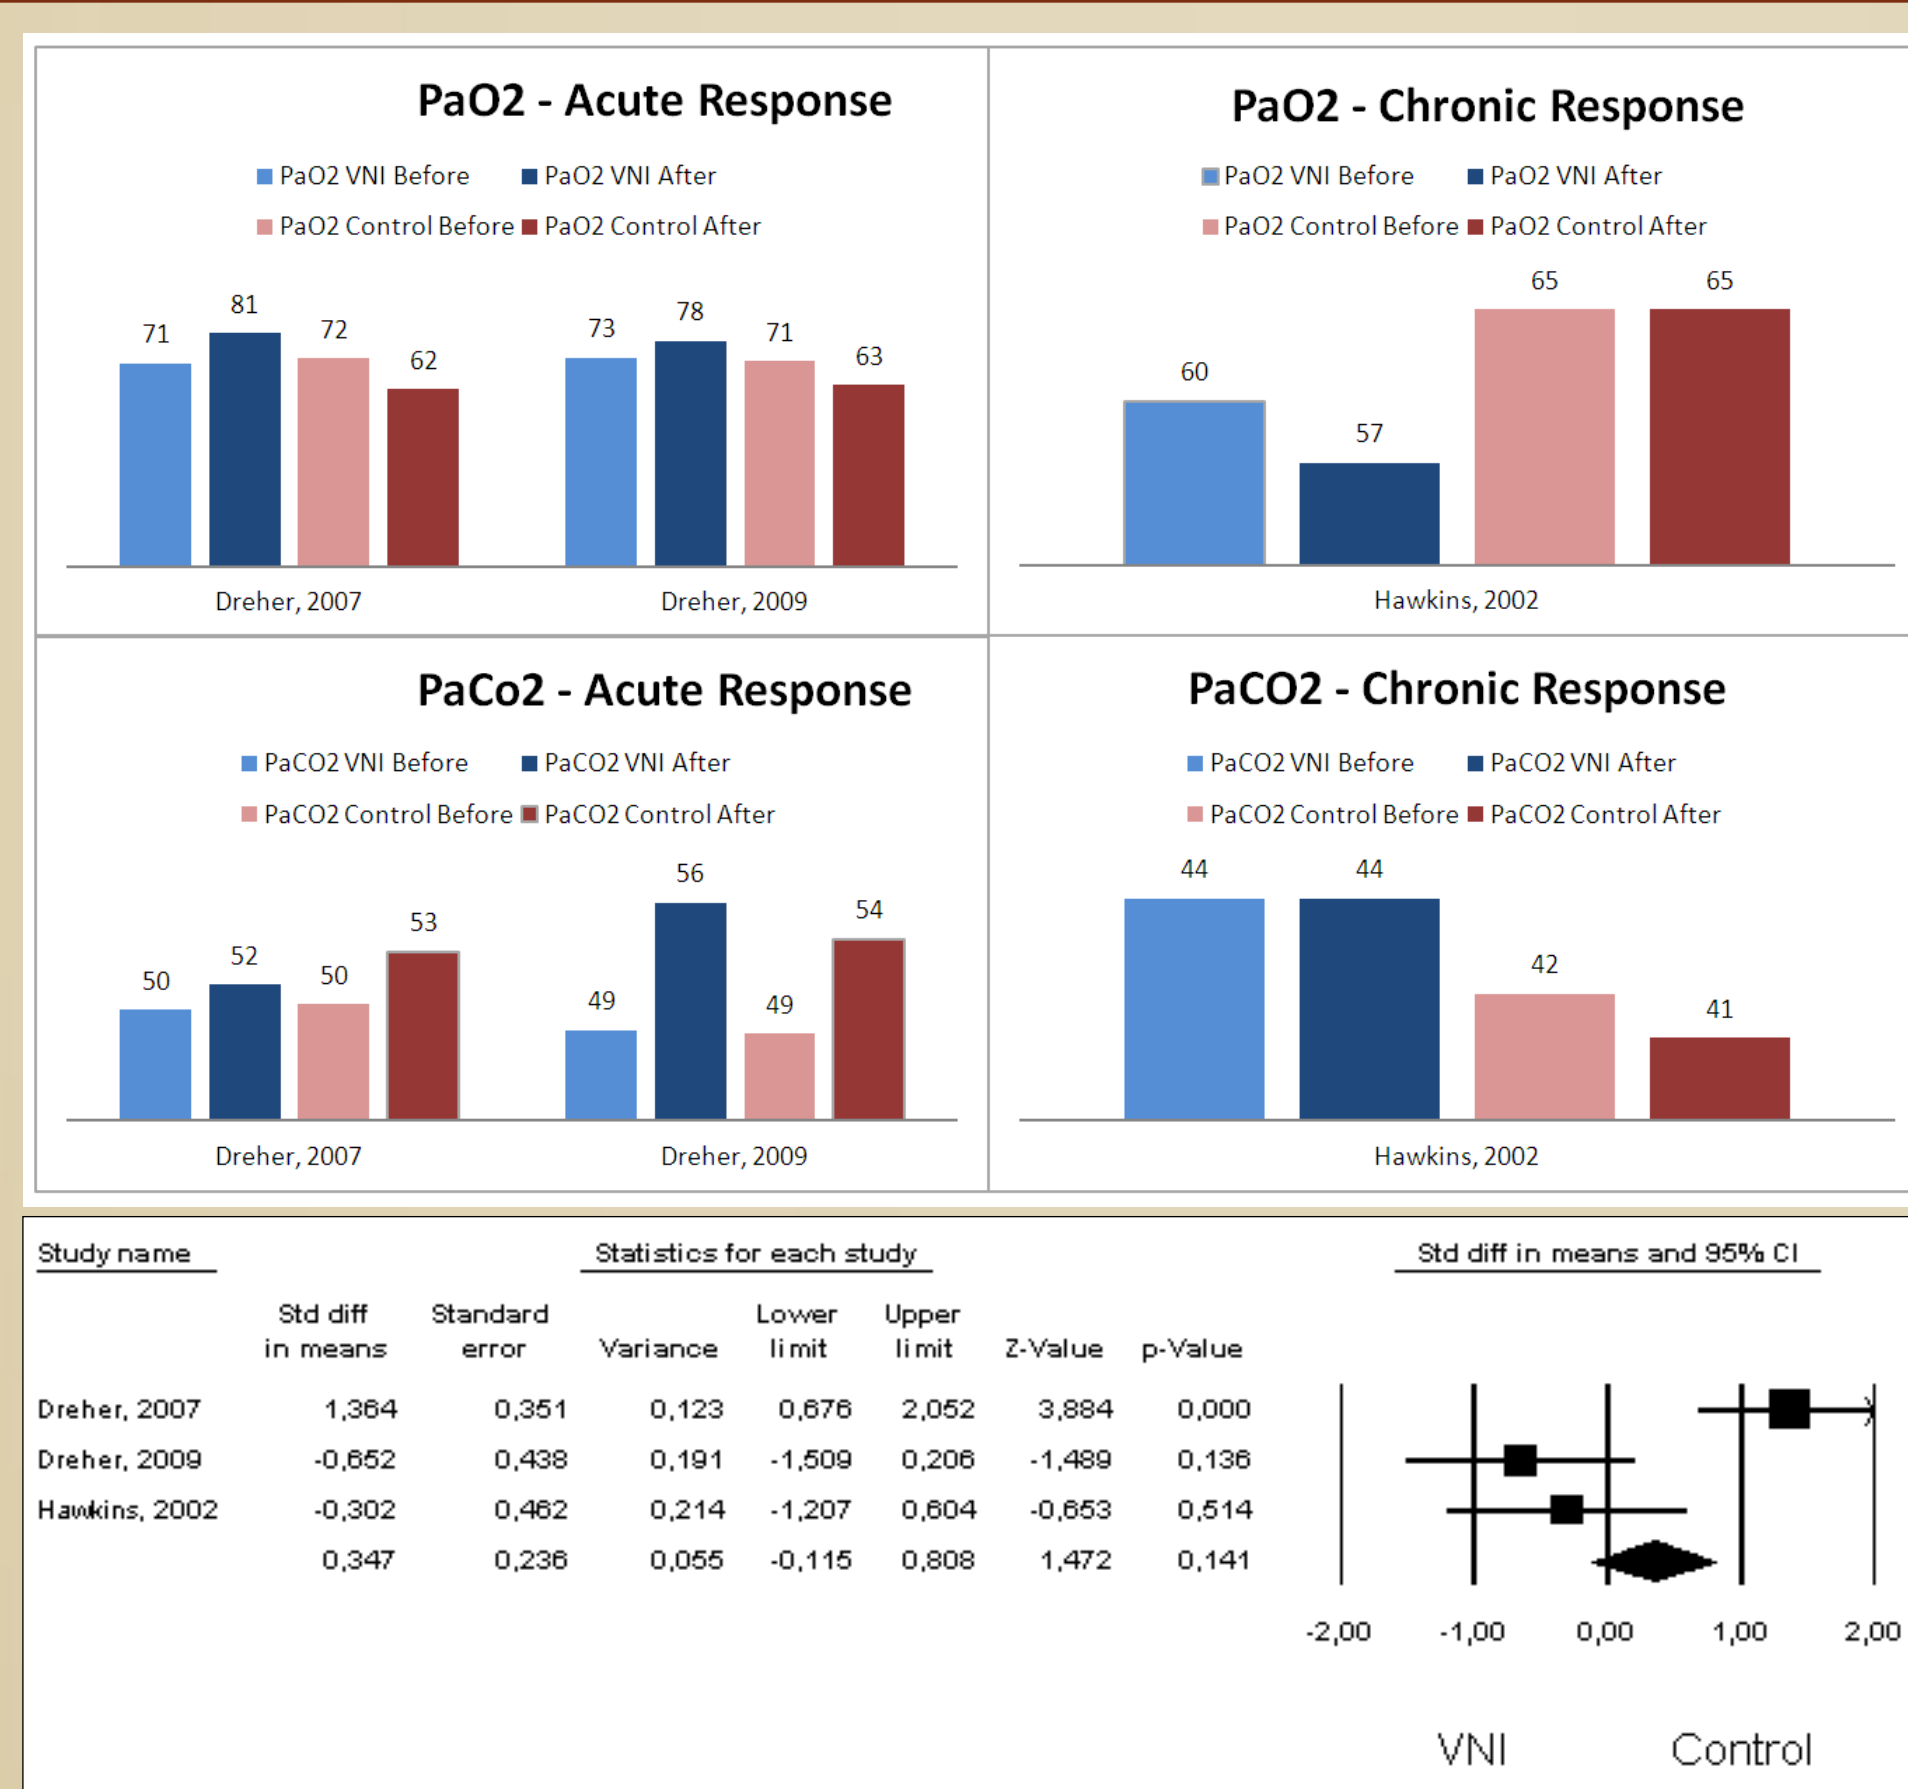 PaO2 - Acute Response
PaO2 VNI Before PaO2 VNI After
PaO2 Control Before PaO2 Control After
71 81 72 62 73 78 71 63
Dreher, 2007 Dreher, 2009
PaO2 - Chronic Response
PaO2 VNI Before PaO2 VNI After
PaO2 Control Before PaO2 Control After
60 57 65 65
Hawkins, 2002
PaCo2 - Acute Response
PaCO2 VNI Before PaCO2 VNI After
PaCO2 Control Before PaCO2 Control After
50 52 50 53 49 56 49 54
Dreher, 2007 Dreher, 2009
PaCO2 - Chronic Response
PaCO2 VNI Before PaCO2 VNI After
PaCO2 Control Before PaCO2 Control After
44 44 42 41
Hawkins, 2002
Study name Statistics for each study Std diff in means and 95% CI
Std diff Standard Lower Upper
in means error Variance limit limit Z-Value p-Value
Dreher, 2007 1,364 0,351 0,123 0,676 2,052 3,884 0,000
Dreher, 2009 -0,652 0,438 0,191 -1,509 0,206 -1,489 0,136
Hawkins, 2002 -0,302 0,462 0,214 -1,207 0,604 -0,653 0,514
0,347 0,236 0,055 -0,115 0,808 1,472 0,141
-2,00 -1,00 0,00 1,00 2,00
VNI Control